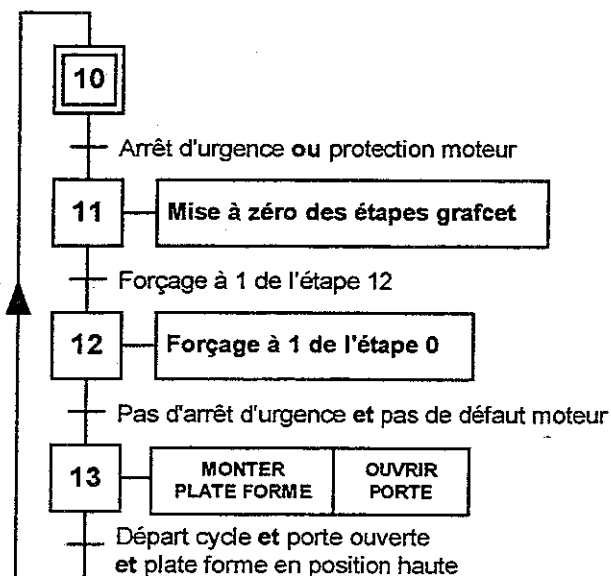 10
Arrêt d'urgence ou protection moteur
11
Mise à zéro des étapes grafcet
Forçage à 1 de l'étape 12
12
Forçage à 1 de l'étape 0
Pas d'arrêt d'urgence et pas de défaut moteur
13
MONTER
PLATE FORME
OUVRIR
PORTE
Départ cycle et porte ouverte
et plate forme en position haute